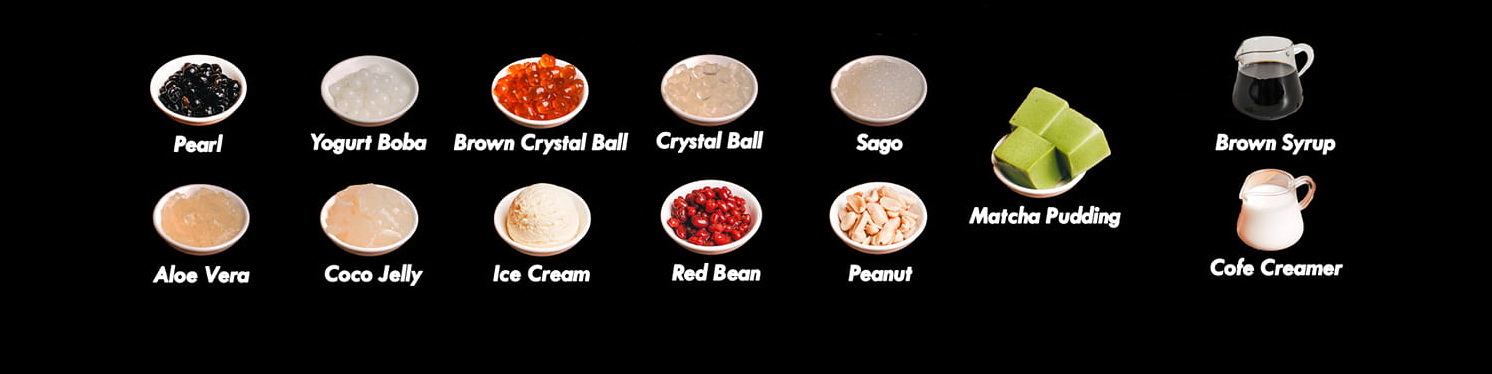 Pearl
Yogurt Boba
Brown Crystal Ball
Crystal Ball
Sago
Matcha Pudding
Brown Syrup
Aloe Vera
Coco Jelly
Ice Cream
Red Bean
Peanut
Cofe Creamer